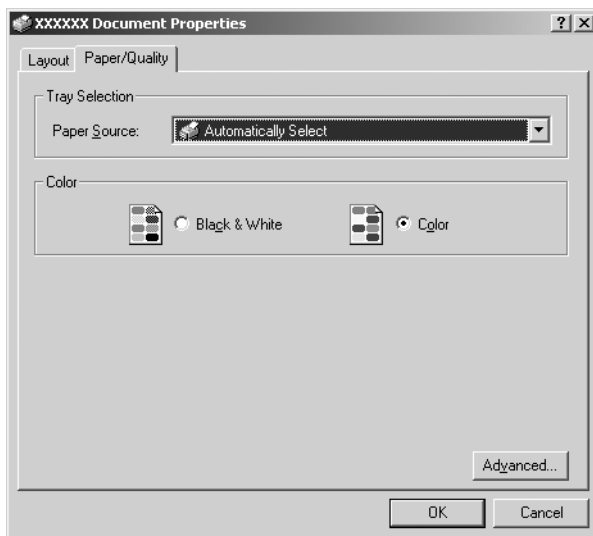 XXXXXX Document Properties
Layout Paper/Quality
Tray Selection
Paper Source: Automatically Select
Color
Black & White Color
Advanced...
OK Cancel